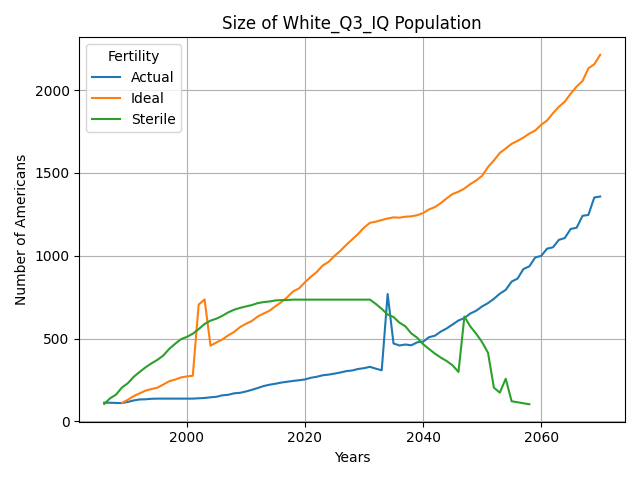 Size of White_Q3_IQ Population
Fertility
Actual
Ideal
Sterile
Number of Americans
2000
1500
1000
500
0
2000
2020
2040
2060
Years